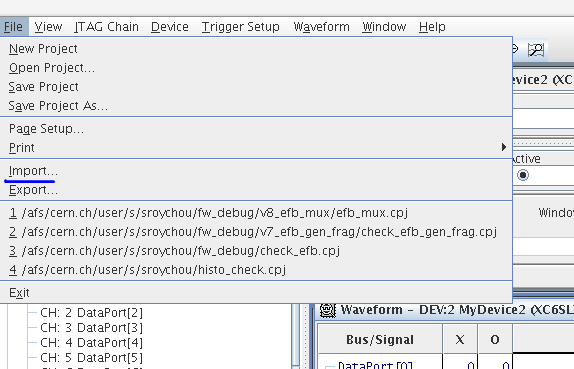 File View JTAG Chain Device Trigger Setup Waveform Window Help
New Project
Open Project...
Save Project
Save Project As...
Page Setup...
Print
Import...
Export...
1 /afs/cern.ch/user/s/sroychou/fw_debug/v8_efb_mux/efb_mux.cpj
2 /afs/cern.ch/user/s/sroychou/fw_debug/v7_efb_gen_frag/check_efb_gen_frag.cpj
3 /afs/cern.ch/user/s/sroychou/fw_debug/check_efb.cpj
4 /afs/cern.ch/user/s/sroychou/histo_check.cpj
Exit
yDevice2 (XC
Active
Window
CH: 2 DataPort[2]
CH: 3 DataPort[3]
CH: 4 DataPort[4]
CH: 5 DataPort[5]
Waveform - DEV:2 MyDevice2 (XC6SL
Bus/Signal X O
DataPort[0] 0 0